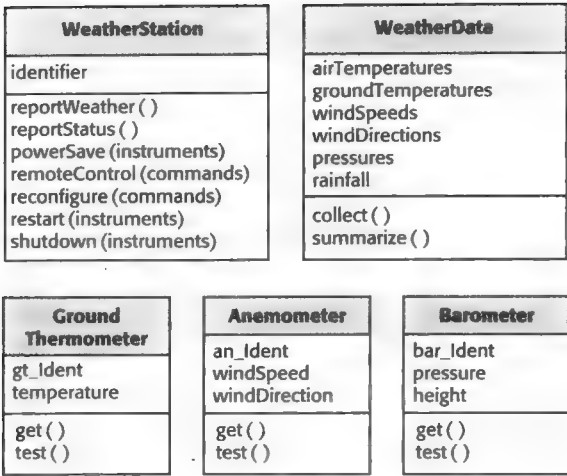 WeatherStation
identifier
reportWeather ( )
reportStatus ( )
powerSave (instruments)
remoteControl (commands)
reconfigure (commands)
restart (instruments)
shutdown (instruments)
WeatherData
airTemperatures
groundTemperatures
windSpeeds
windDirections
pressures
rainfall
collect ( )
summarize ( )
Ground
Thermometer
gt_Ident
temperature
get ( )
test ( )
Anemometer
an_Ident
windSpeed
windDirection
get ( )
test ( )
Barometer
bar_Ident
pressure
height
get ( )
test ( )